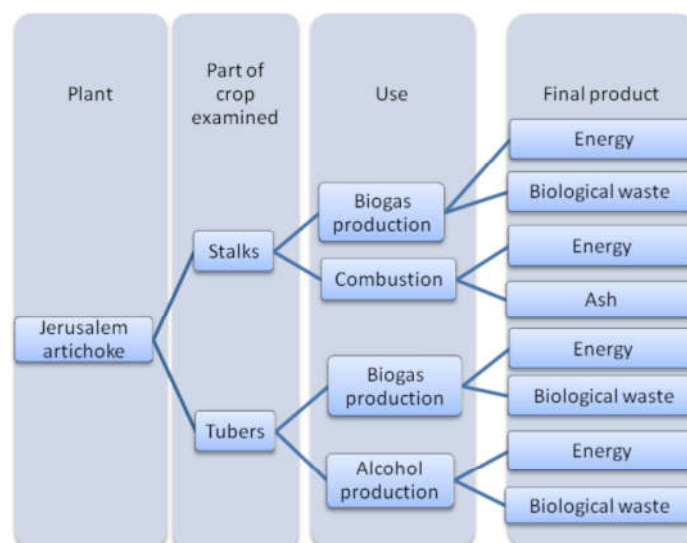 Plant
Part of
crop
examined
Use
Final product
Jerusalem
artichoke
Stalks
Tubers
Biogas
production
Combustion
Biogas
production
Alcohol
production
Energy
Biological waste
Energy
Ash
Energy
Biological waste
Energy
Biological waste